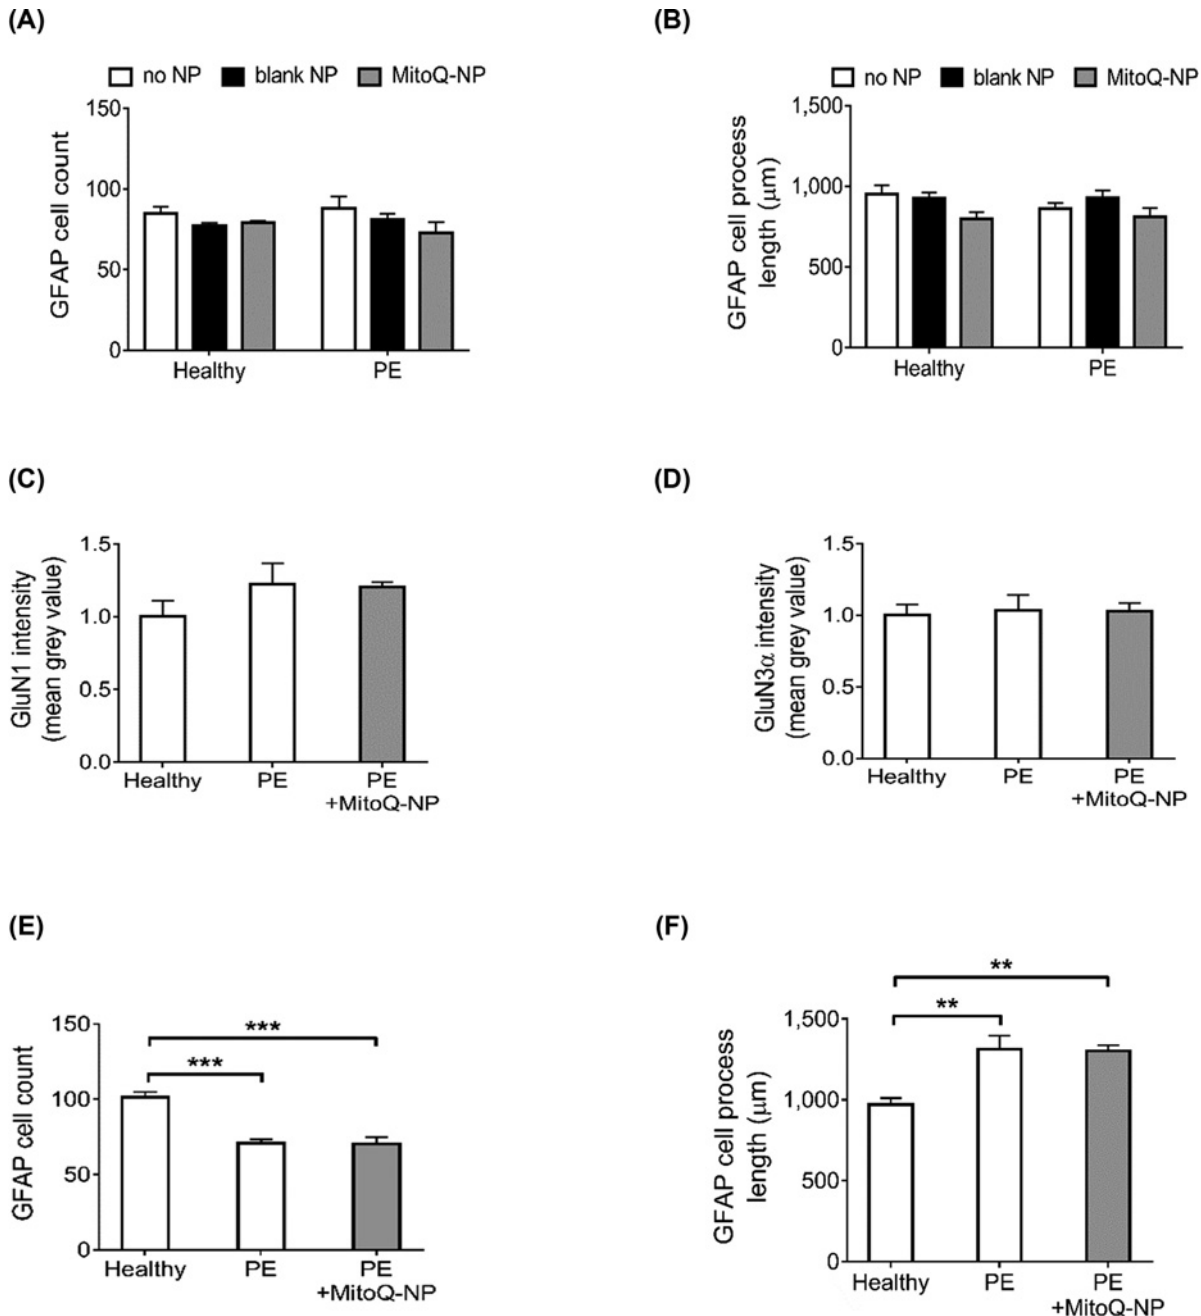 (A)
no NP blank NP MitoQ-NP
GFAP cell count
150
100
50
0
Healthy PE
(B)
no NP blank NP MitoQ-NP
GFAP cell process
length (μm)
1,500
1,000
500
0
Healthy PE
(C)
GluN1 intensity
(mean grey value)
1.5
1.0
0.5
0.0
Healthy PE PE
+MitoQ-NP
(D)
GluN3α intensity
(mean grey value)
1.5
1.0
0.5
0.0
Healthy PE PE
+MitoQ-NP
(E)
GFAP cell count
150
100
50
0
***
***
Healthy PE PE
+MitoQ-NP
(F)
GFAP cell process
length (μm)
1,500
1,000
500
0
**
**
Healthy PE PE
+MitoQ-NP